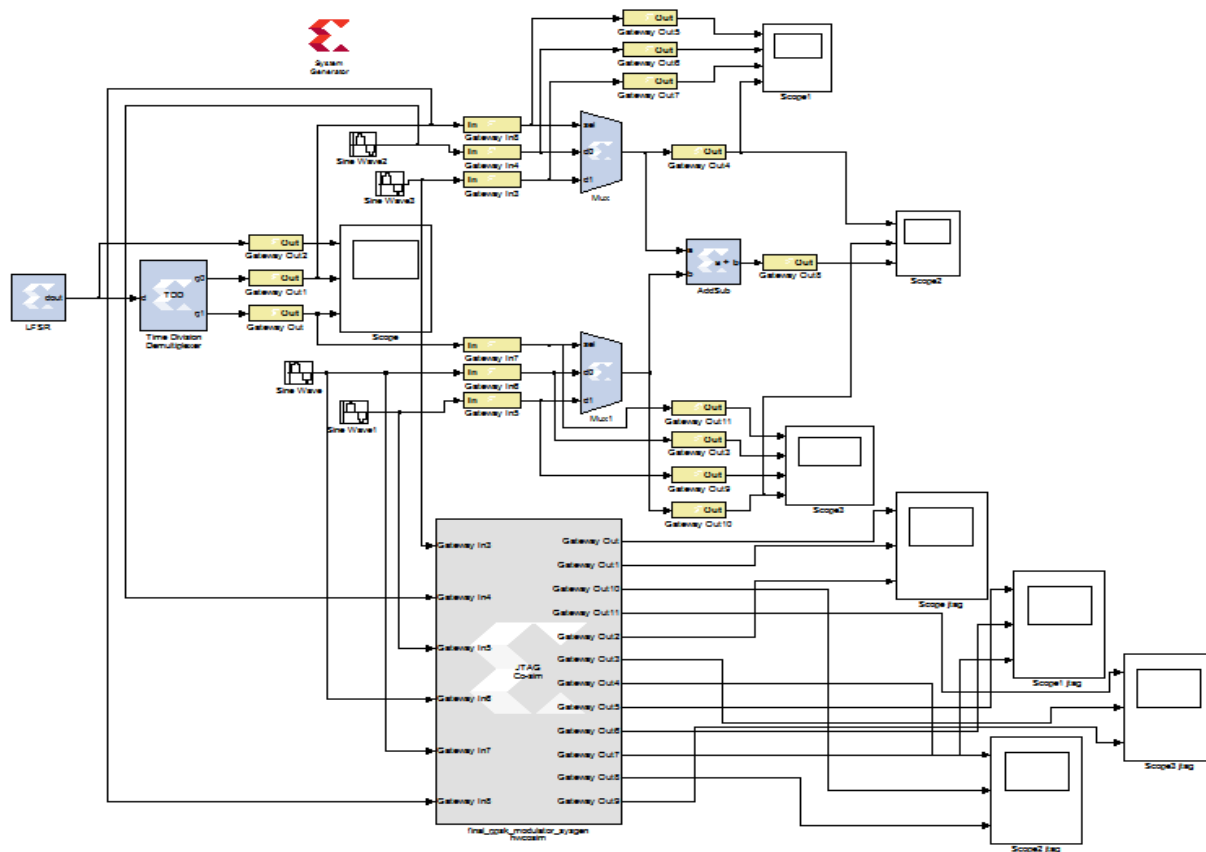 System
Generator
Out
Gateway Out5
Out
Gateway Out6
Out
Gateway Out7
Scope1
In
Gateway In8
Sine Wave2
In
Gateway In4
Sine Wave3
In
Gateway In3
sel
d0
d1
Mux
Out
Gateway Out4
Out
Gateway Out2
Out
Gateway Out1
Out
Gateway Out
Scope
dout
LFSR
d
TDD
q0
q1
Time Division
Demultiplexer
a
b
a + b
AddSub
Out
Gateway Out8
Scope2
In
Gateway In7
Sine Wave
In
Gateway In6
Sine Wave1
In
Gateway In5
sel
d0
d1
Mux1
Out
Gateway Out11
Out
Gateway Out3
Out
Gateway Out9
Out
Gateway Out10
Scope3
Gateway In3
Gateway In4
Gateway In5
Gateway In6
Gateway In7
Gateway In8
JTAG
Co-sim
Gateway Out
Gateway Out1
Gateway Out10
Gateway Out11
Gateway Out2
Gateway Out3
Gateway Out4
Gateway Out5
Gateway Out6
Gateway Out7
Gateway Out8
Gateway Out9
final_qpsk_modulator_sysgen
hwcosim
Scope jtag
Scope1 jtag
Scope3 jtag
Scope2 jtag